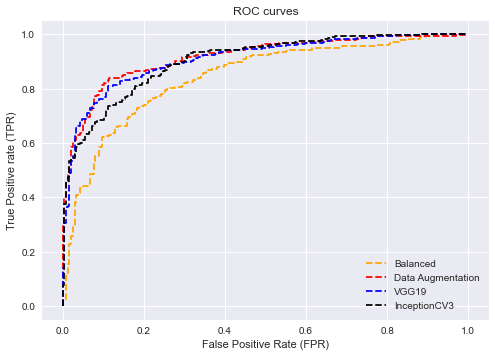 ROC curves
True Positive rate (TPR)
1.0
0.8
0.6
0.4
0.2
0.0
Balanced
Data Augmentation
VGG19
InceptionCV3
0.0 0.2 0.4 0.6 0.8 1.0
False Positive Rate (FPR)